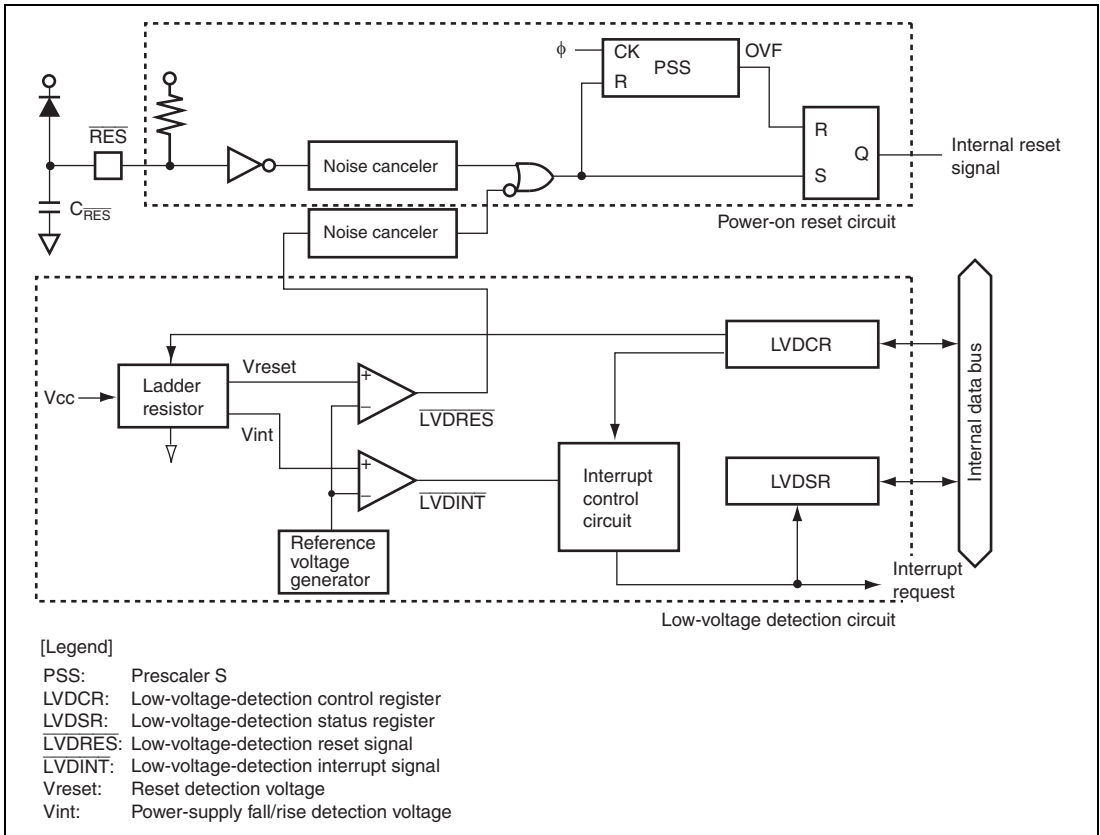 φ
CK
PSS
OVF
R
RES
Noise canceler
R
Q
S
Internal reset
signal
CRES
Noise canceler
Power-on reset circuit
LVDCR
Vreset
Vcc
Ladder
resistor
+
−
LVDRES
Vint
+
−
LVDINT
Interrupt
control
circuit
LVDSR
Internal data bus
Reference
voltage
generator
Interrupt
request
Low-voltage detection circuit
[Legend]
PSS: Prescaler S
LVDCR: Low-voltage-detection control register
LVDSR: Low-voltage-detection status register
LVDRES: Low-voltage-detection reset signal
LVDINT: Low-voltage-detection interrupt signal
Vreset: Reset detection voltage
Vint: Power-supply fall/rise detection voltage